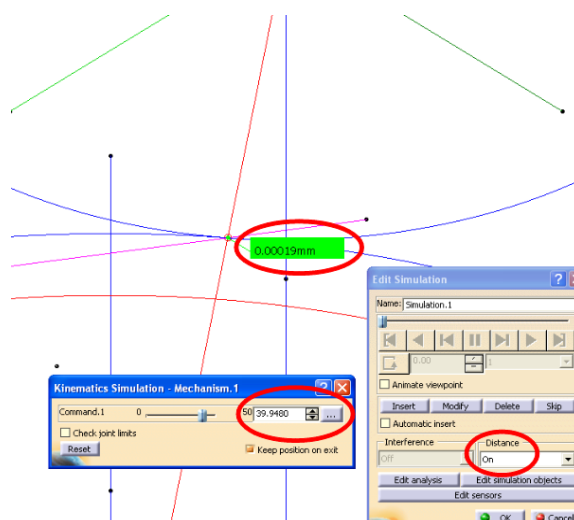 0.00019mm
Edit Simulation
Name: Simulation.1
0.00
1
Animate viewpoint
Insert Modify Delete Skip
Automatic insert
Interference
Off
Distance
On
Edit analysis Edit simulation objects
Edit sensors
OK Cancel
Kinematics Simulation - Mechanism.1
Command.1 0 50 39.9480 ...
Check joint limits
Reset Keep position on exit